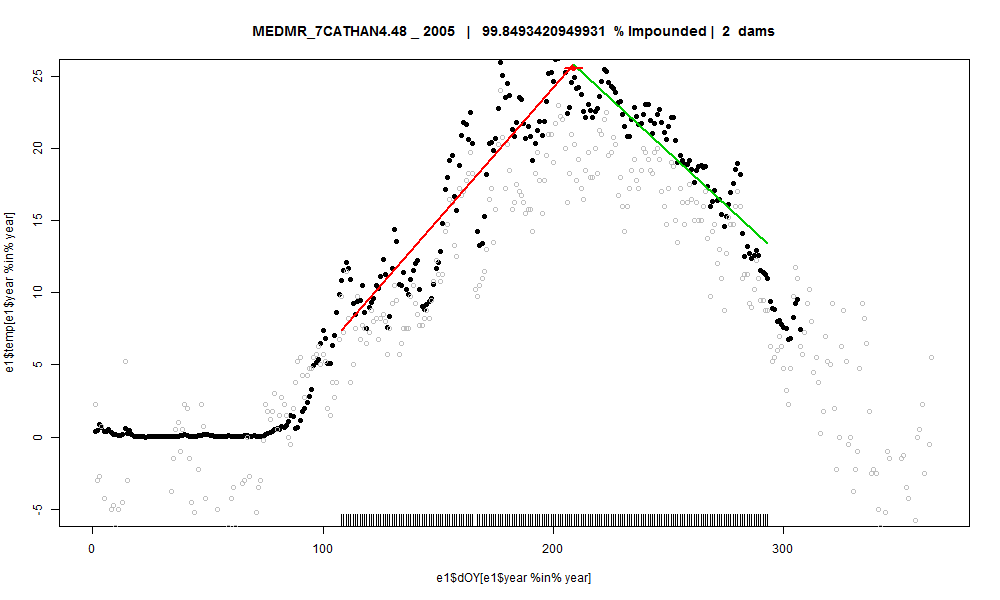 MEDMR_7CATHAN4.48 _ 2005 | 99.8493420949931 % Impounded | 2 dams
e1$temp[e1$year %in% year]
25
20
15
10
5
0
-5
0 100 200 300
e1$dOY[e1$year %in% year]